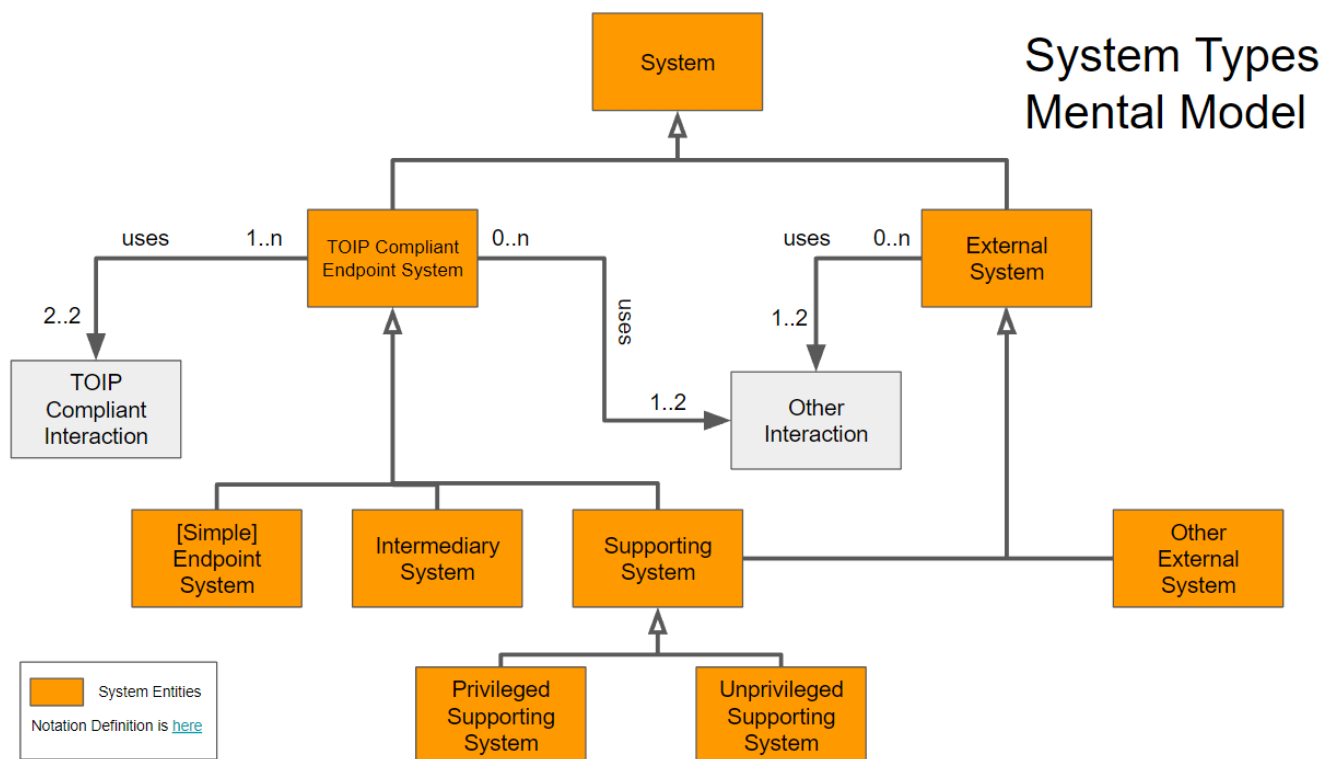 System Types
Mental Model
System
uses
1..n
TOIP Compliant
Endpoint System
0..n
uses
0..n
External
System
2..2
uses
1..2
TOIP
Compliant
Interaction
1..2
Other
Interaction
[Simple]
Endpoint
System
Intermediary
System
Supporting
System
Other
External
System
Privileged
Supporting
System
Unprivileged
Supporting
System
System Entities
Notation Definition is here